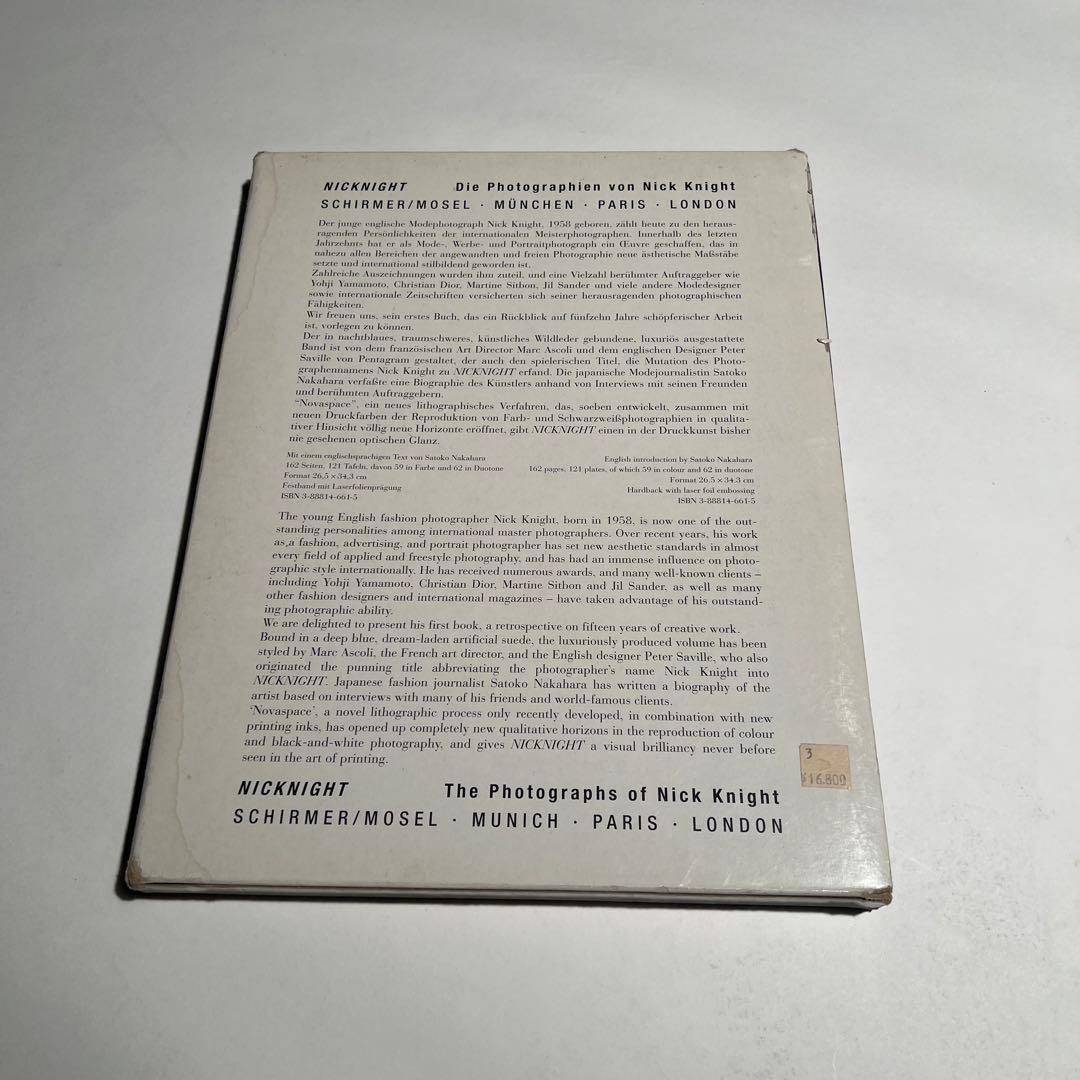 NICKNIGHT Die Photographien von Nick Knight
SCHIRMER/MOSEL · MÜNCHEN · PARIS · LONDON
Der junge englische Modephotograph Nick Knight, 1958 geboren, zählt heute zu den heraus-
ragenden Persönlichkeiten der internationalen Meisterphotographen. Innerhalb des letzten
Jahrzehnts hat er als Mode-, Werbe- und Portraitphotograph ein Œuvre geschaffen, das in
nahezu allen Bereichen der angewandten und freien Photographie neue ästhetische Maßstäbe
setzte und international stilbildend geworden ist.
Zahlreiche Auszeichnungen wurden ihm zuteil, und eine Vielzahl berühmter Auftraggeber wie
Yohji Yamamoto, Christian Dior, Martine Sitbon, Jil Sander und viele andere Modedesigner
sowie internationale Zeitschriften versicherten sich seiner herausragenden photographischen
Fähigkeiten.
Wir freuen uns, sein erstes Buch, das ein Rückblick auf fünfzehn Jahre schöpferischer Arbeit
ist, vorlegen zu können.
Der in nachtblaues, traumschweres, künstliches Wildleder gebundene, luxuriös ausgestattete
Band ist von dem französischen Art Director Marc Ascoli und dem englischen Designer Peter
Saville von Pentagram gestaltet, der auch den spielerischen Titel, die Mutation des Photo-
graphennamens Nick Knight zu NICKNIGHT erfand. Die japanische Modejournalistin Satoko
Nakahara verfaßte eine Biographie des Künstlers anhand von Interviews mit seinen Freunden
und berühmten Auftraggebern.
"Novaspace", ein neues lithographisches Verfahren, das, soeben entwickelt, zusammen mit
neuen Druckfarben der Reproduktion von Farb- und Schwarzweißphotographien in qualita-
tiver Hinsicht völlig neue Horizonte eröffnet, gibt NICKNIGHT einen in der Druckkunst bisher
nie gesehenen optischen Glanz.
Mit einem englischsprachigen Text von Satoko Nakahara
162 Seiten, 121 Tafeln, davon 59 in Farbe und 62 in Duotone
Format 26,5 × 34,3 cm
Festband mit Laserfolienprägung
ISBN 3-88814-661-5
English introduction by Satoko Nakahara
162 pages, 121 plates, of which 59 in colour and 62 in duotone
Format 26.5 × 34.3 cm
Hardback with laser foil embossing
ISBN 3-88814-661-5
The young English fashion photographer Nick Knight, born in 1958, is now one of the out-
standing personalities among international master photographers. Over recent years, his work
as a fashion, advertising, and portrait photographer has set new aesthetic standards in almost
every field of applied and freestyle photography, and has had an immense influence on photo-
graphic style internationally. He has received numerous awards, and many well-known clients –
including Yohji Yamamoto, Christian Dior, Martine Sitbon and Jil Sander, as well as many
other fashion designers and international magazines – have taken advantage of his outstand-
ing photographic ability.
We are delighted to present his first book, a retrospective on fifteen years of creative work.
Bound in a deep blue, dream-laden artificial suede, the luxuriously produced volume has been
styled by Marc Ascoli, the French art director, and the English designer Peter Saville, who also
originated the punning title abbreviating the photographer's name Nick Knight into
NICKNIGHT. Japanese fashion journalist Satoko Nakahara has written a biography of the
artist based on interviews with many of his friends and world-famous clients.
'Novaspace', a novel lithographic process only recently developed, in combination with new
printing inks, has opened up completely new qualitative horizons in the reproduction of colour
and black-and-white photography, and gives NICKNIGHT a visual brilliancy never before
seen in the art of printing.
3
¥16.800
NICKNIGHT The Photographs of Nick Knight
SCHIRMER/MOSEL · MUNICH · PARIS · LONDON